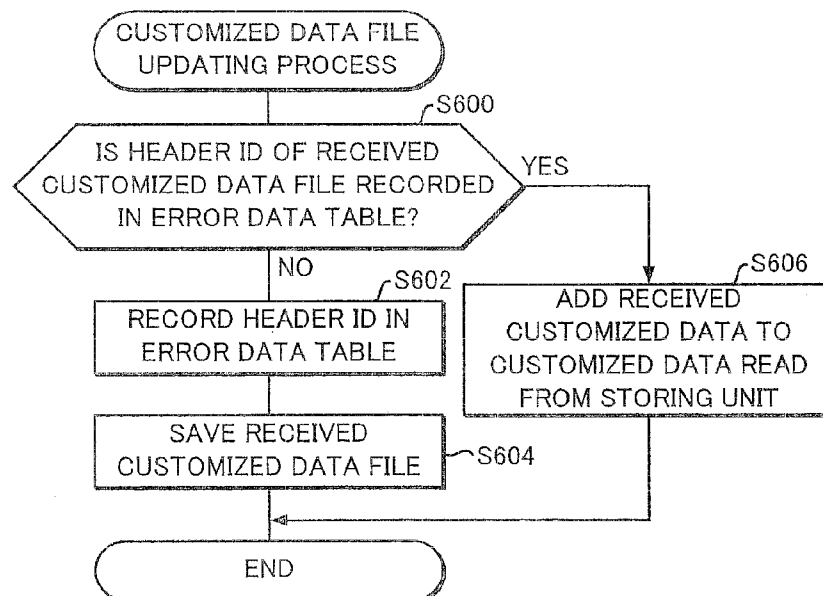 CUSTOMIZED DATA FILE
UPDATING PROCESS
S600
IS HEADER ID OF RECEIVED
CUSTOMIZED DATA FILE RECORDED
IN ERROR DATA TABLE?
YES
NO
S602
RECORD HEADER ID IN
ERROR DATA TABLE
S606
ADD RECEIVED
CUSTOMIZED DATA TO
CUSTOMIZED DATA READ
FROM STORING UNIT
SAVE RECEIVED
CUSTOMIZED DATA FILE
S604
END